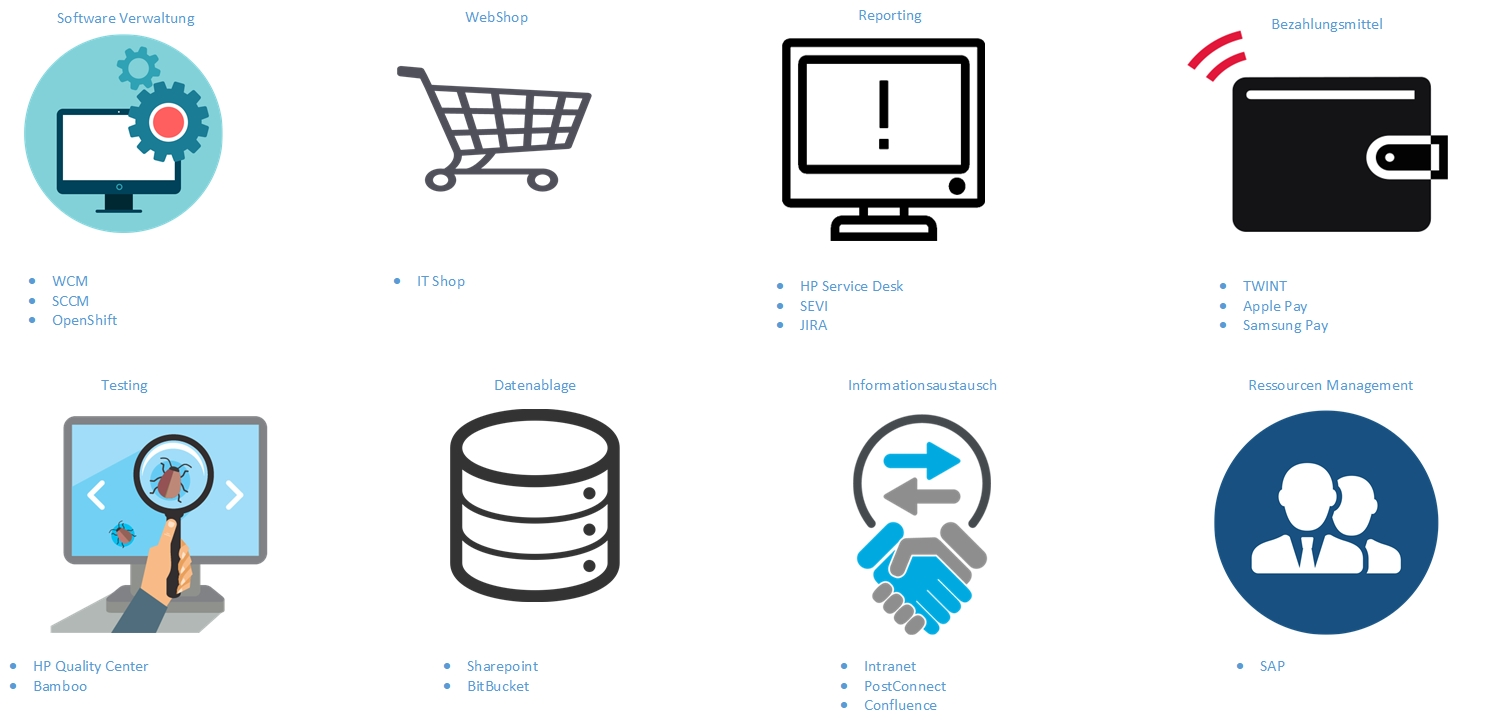 Software Verwaltung
WebShop
Reporting
Bezahlungsmittel
• WCM
• SCCM
• OpenShift
• IT Shop
• HP Service Desk
• SEVI
• JIRA
• TWINT
• Apple Pay
• Samsung Pay
Testing
Datenablage
Informationsaustausch
Ressourcen Management
• HP Quality Center
• Bamboo
• Sharepoint
• BitBucket
• Intranet
• PostConnect
• Confluence
• SAP